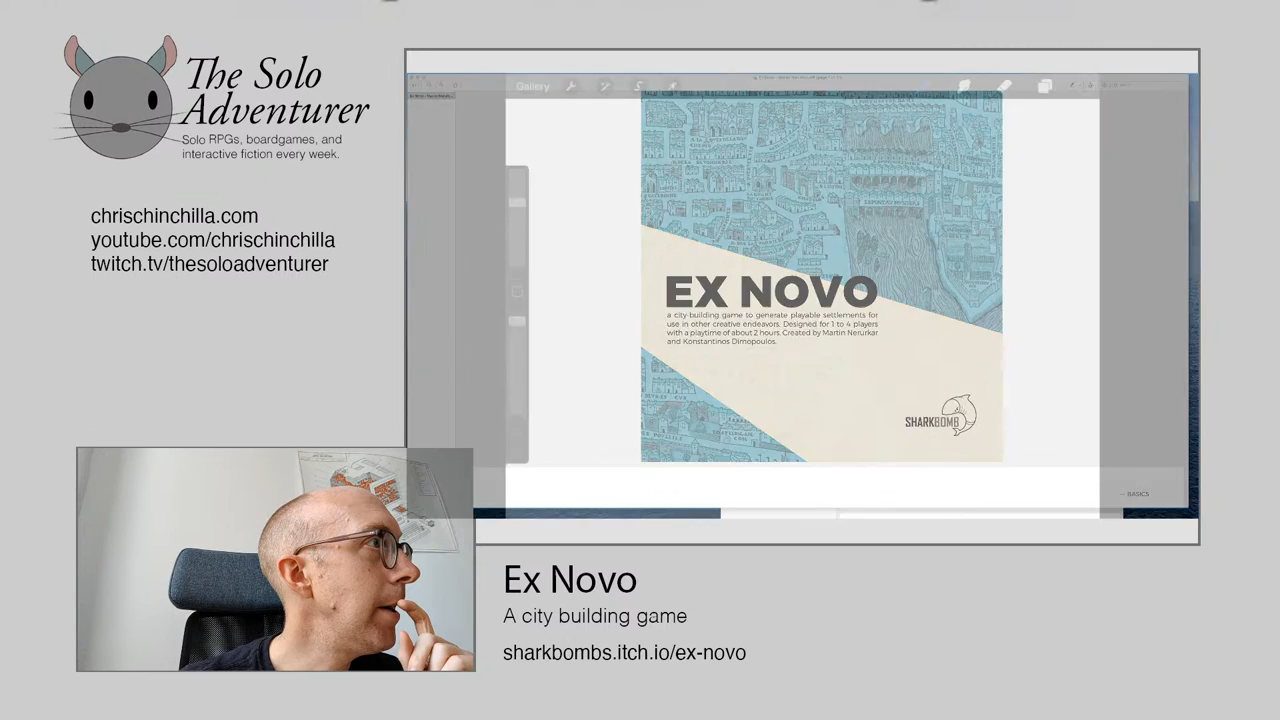 The Solo
Adventurer
Solo RPGs, boardgames, and
interactive fiction every week.
chrischinchilla.com
youtube.com/chrischinchilla
twitch.tv/thesoloadventurer
Gallery
EX NOVO
a city-building game to generate playable settlements for
use in other creative endeavors. Designed for 1 to 4 players
with a playtime of about 2 hours. Created by Martin Nerurkar
and Konstantinos Dimopoulos.
SHARKBOMB
BASICS
Ex Novo
A city building game
sharkbombs.itch.io/ex-novo